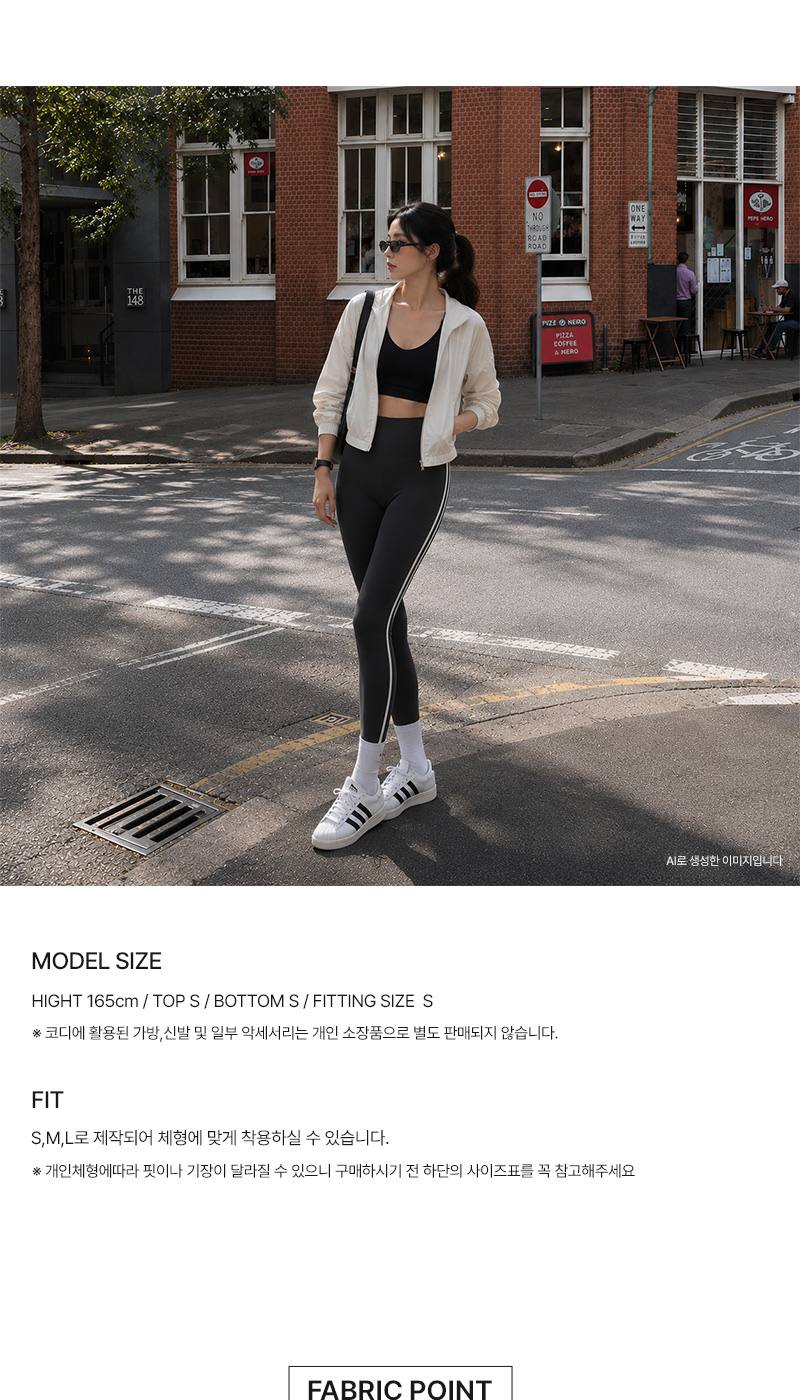 THE
148
NO
THROUGH
ROAD
ROAD
ONE
WAY
PEPE NERO
PIZE @ NERO
PIZZA
COFFEE
& NERO
AI로 생성한 이미지입니다
MODEL SIZE
HIGHT 165cm / TOP S / BOTTOM S / FITTING SIZE S
※ 코디에 활용된 가방,신발 및 일부 악세서리는 개인 소장품으로 별도 판매되지 않습니다.
FIT
S,M,L로 제작되어 체형에 맞게 착용하실 수 있습니다.
※ 개인체형에따라 핏이나 기장이 달라질 수 있으니 구매하시기 전 하단의 사이즈표를 꼭 참고해주세요
FABRIC POINT